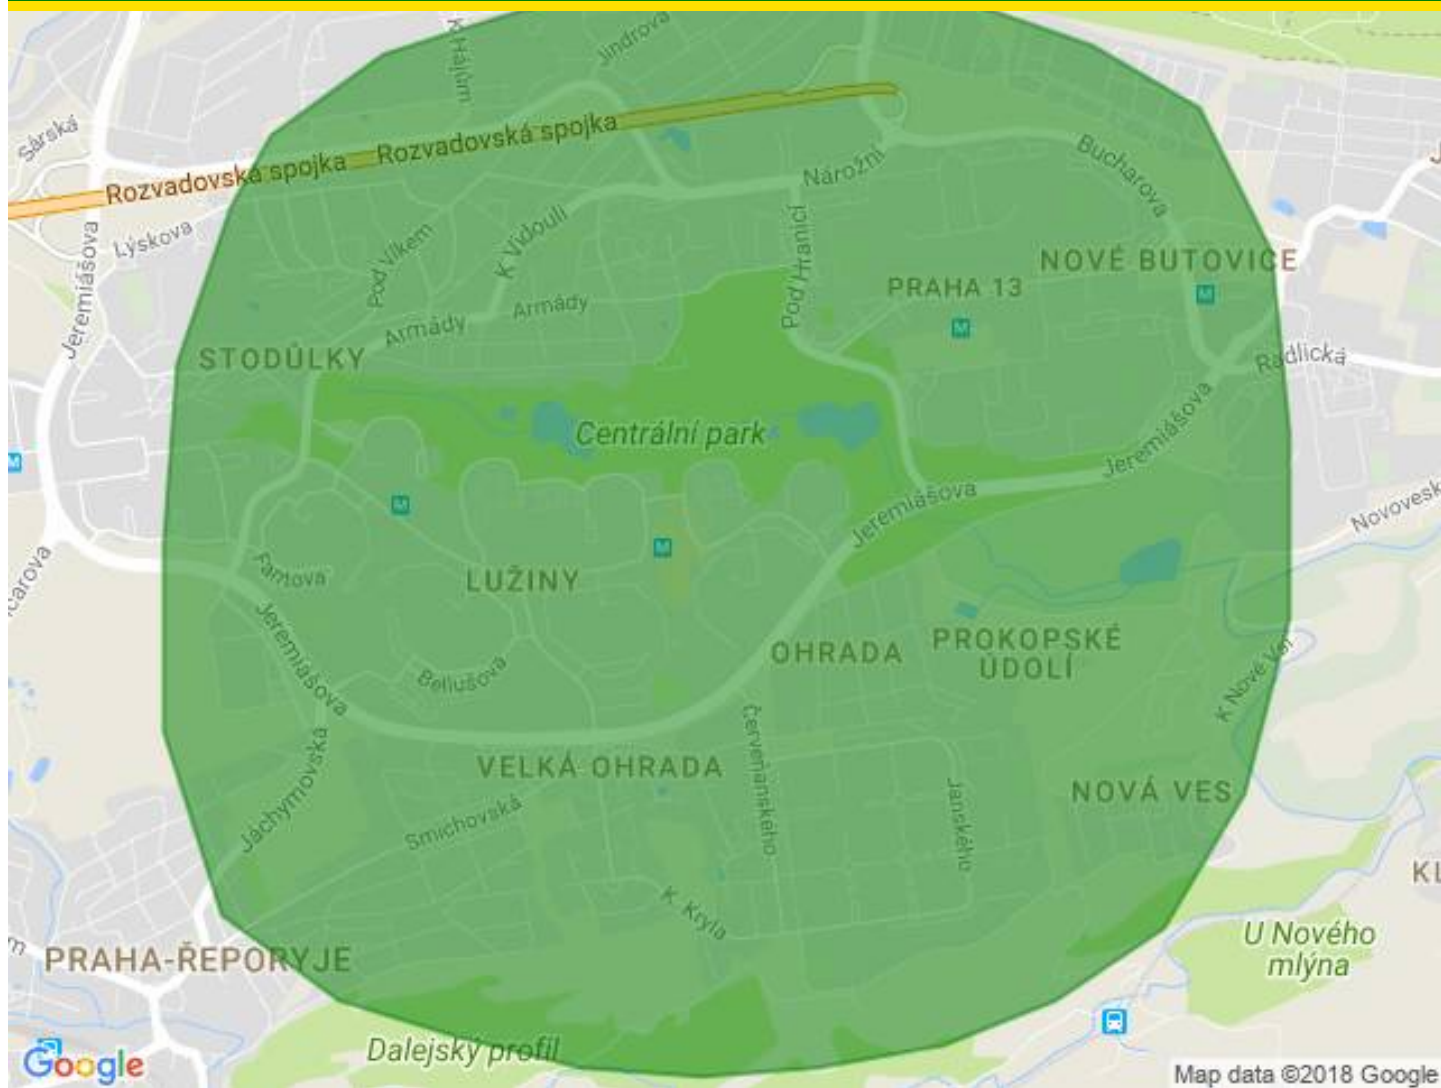 K Hájům
Jindrova
Šárská
Rozvadovská spojka
Rozvadovská spojka
Nárožní
Bucharova
J
Jeremiášova
Lýskova
Pod Vlkem
K Vidouli
Pod Hranicí
NOVÉ BUTOVICE
PRAHA 13
M
M
Armády
Armády
STODŮLKY
Radlická
Centrální park
Jeremiášova
M
M
Jeremiášova
Novovesk
M
carova
Fantova
LUŽINY
Jeremiášova
OHRADA
PROKOPSKÉ
ÚDOLÍ
Bellušova
K Nové Vsi
Červeňanského
VELKÁ OHRADA
Jáchymovská
Smíchovská
Janského
NOVÁ VES
KL
K. Kryla
m
PRAHA-ŘEPORYJE
U Nového
mlýna
Dalejský profil
Google
Map data ©2018 Google